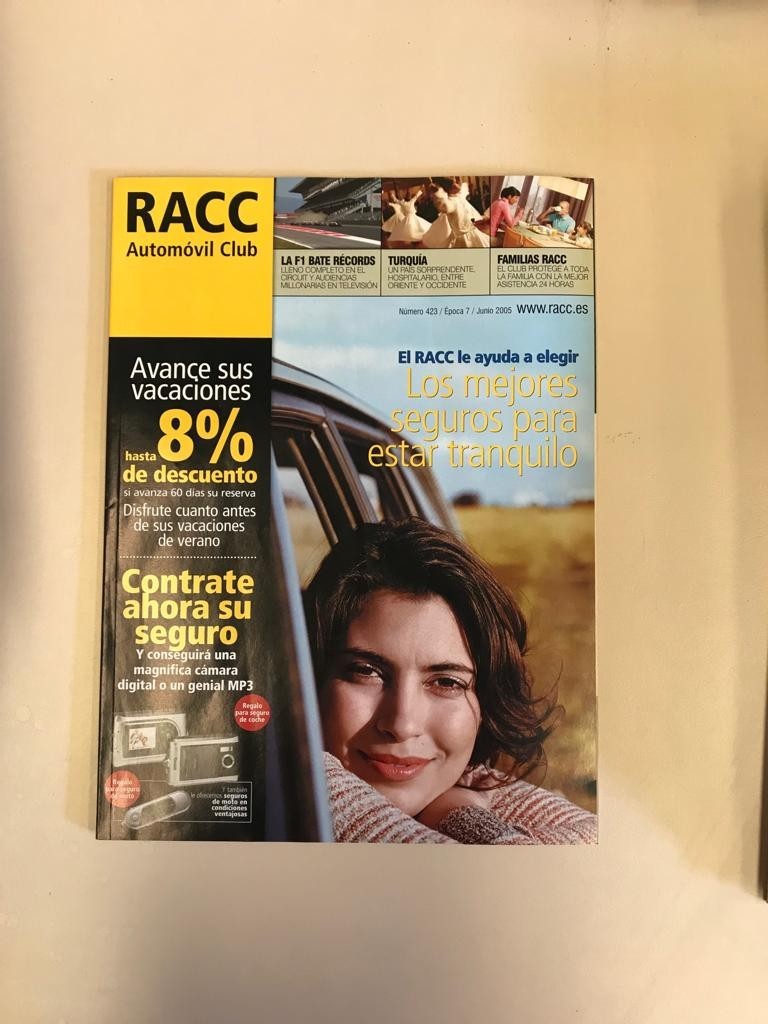 RACC
Automóvil Club
LA F1 BATE RÉCORDS
LLENO COMPLETO EN EL
CIRCUIT Y AUDIENCIAS
MILLONARIAS EN TELEVISIÓN
TURQUÍA
UN PAÍS SORPRENDENTE,
HOSPITALARIO, ENTRE
ORIENTE Y OCCIDENTE
FAMILIAS RACC
EL CLUB PROTEGE A TODA
LA FAMILIA CON LA MEJOR
ASISTENCIA 24 HORAS
Número 423 / Época 7 / Junio 2005 www.racc.es
El RACC le ayuda a elegir
Los mejores
seguros para
estar tranquilo
Avance sus
vacaciones
hasta 8%
de descuento
si avanza 60 días su reserva
Disfrute cuanto antes
de sus vacaciones
de verano
Contrate
ahora su
seguro
Y conseguirá una
magnífica cámara
digital o un genial MP3
Regalo
para seguro
de coche
Regalo
para seguro
de moto
Y también
le ofrecemos seguros
de moto en
condiciones
ventajosas